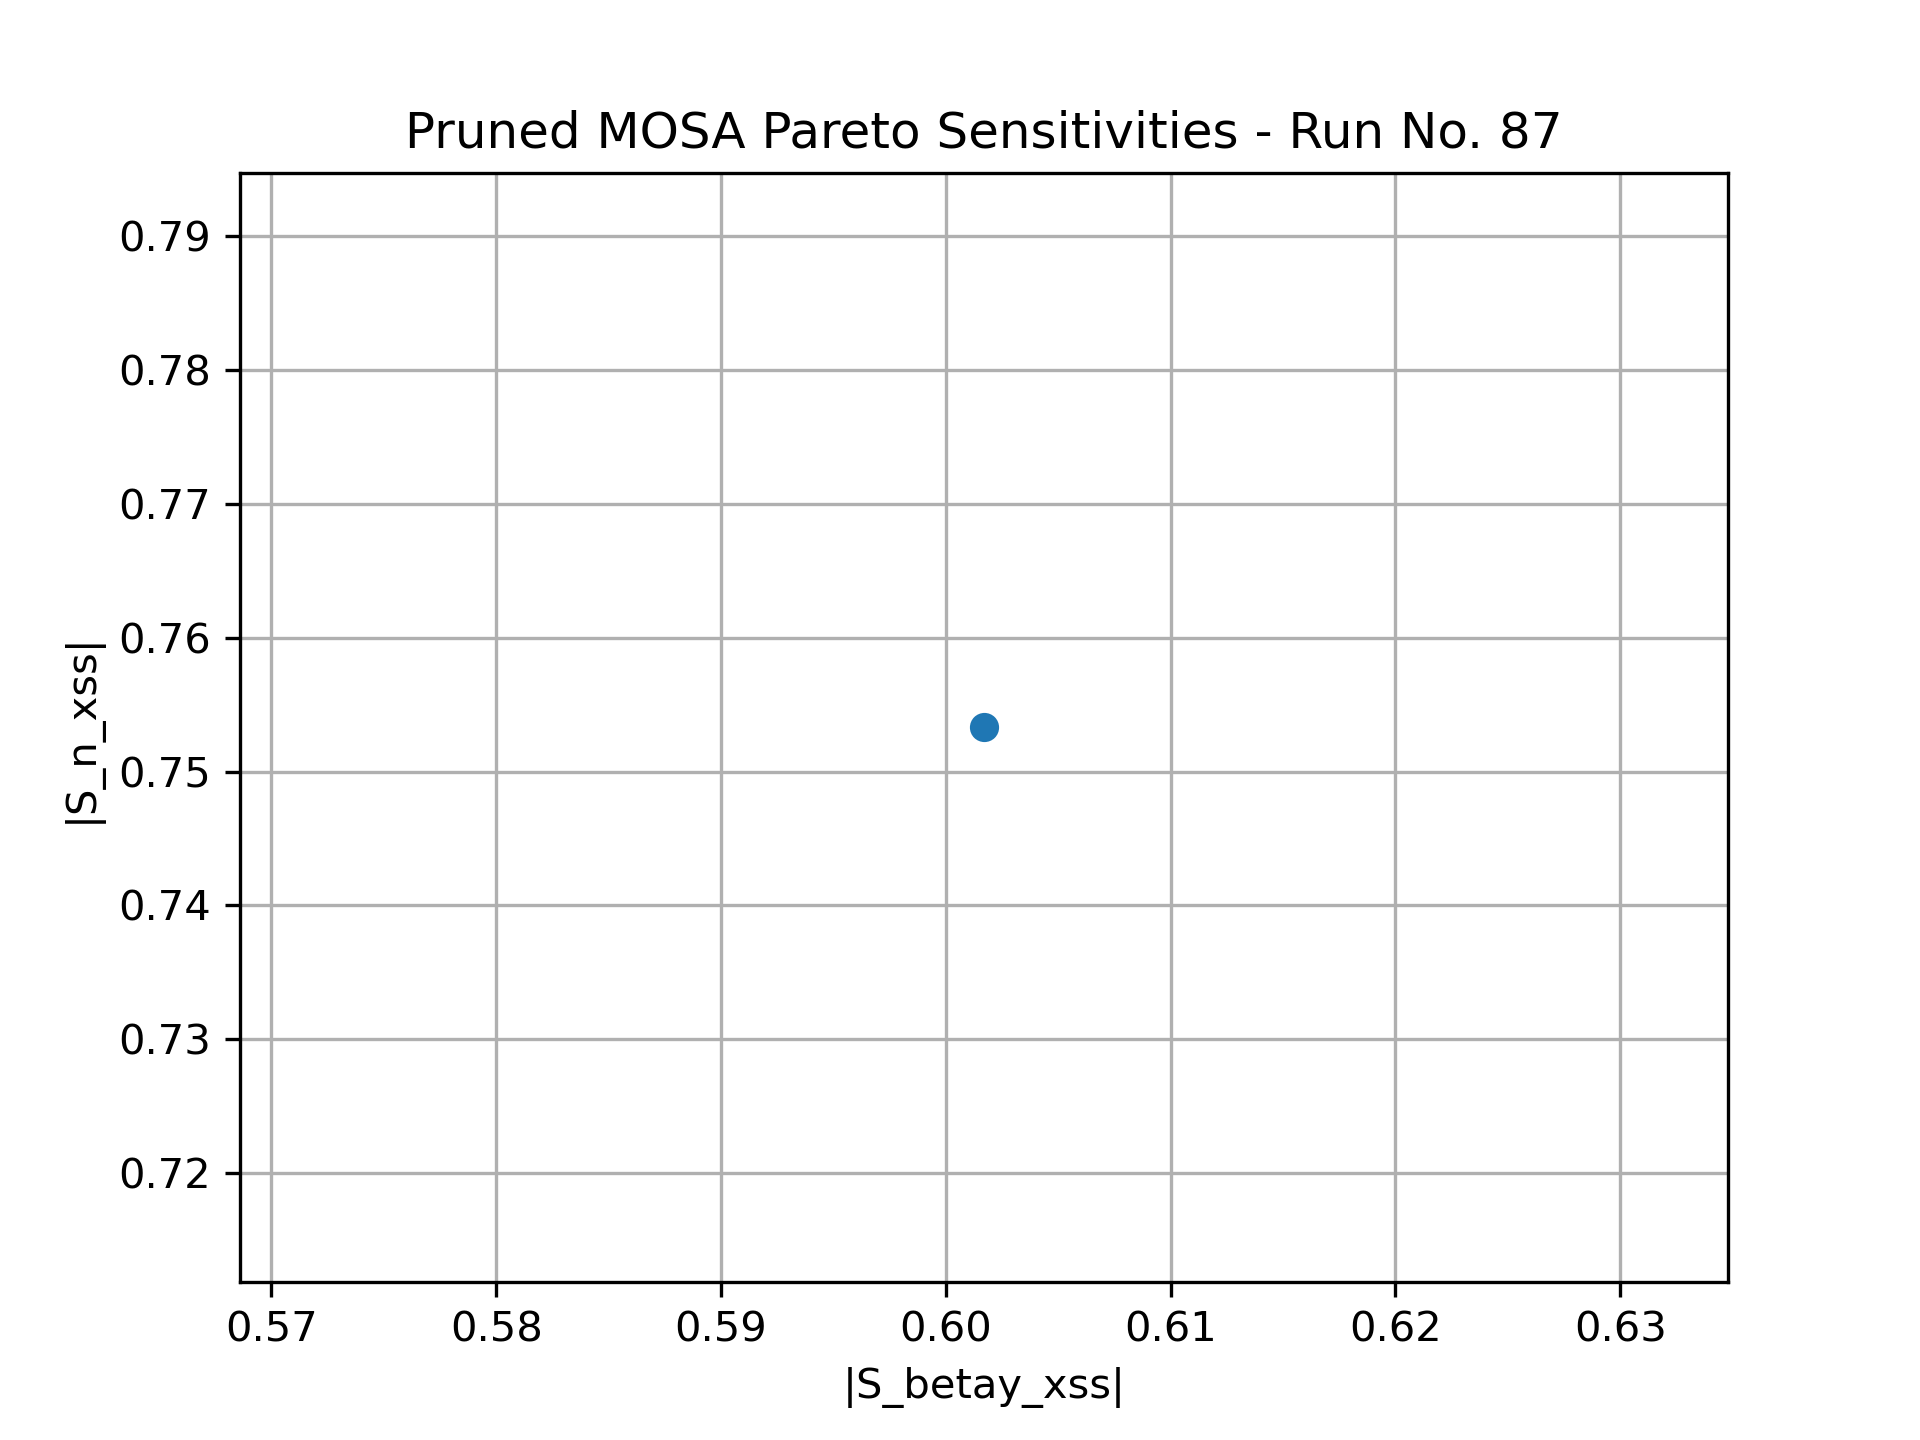 Pruned MOSA Pareto Sensitivities - Run No. 87
0.79
0.78
0.77
0.76
0.75
0.74
0.73
0.72
|S_n_xss|
0.57 0.58 0.59 0.60 0.61 0.62 0.63
|S_betay_xss|